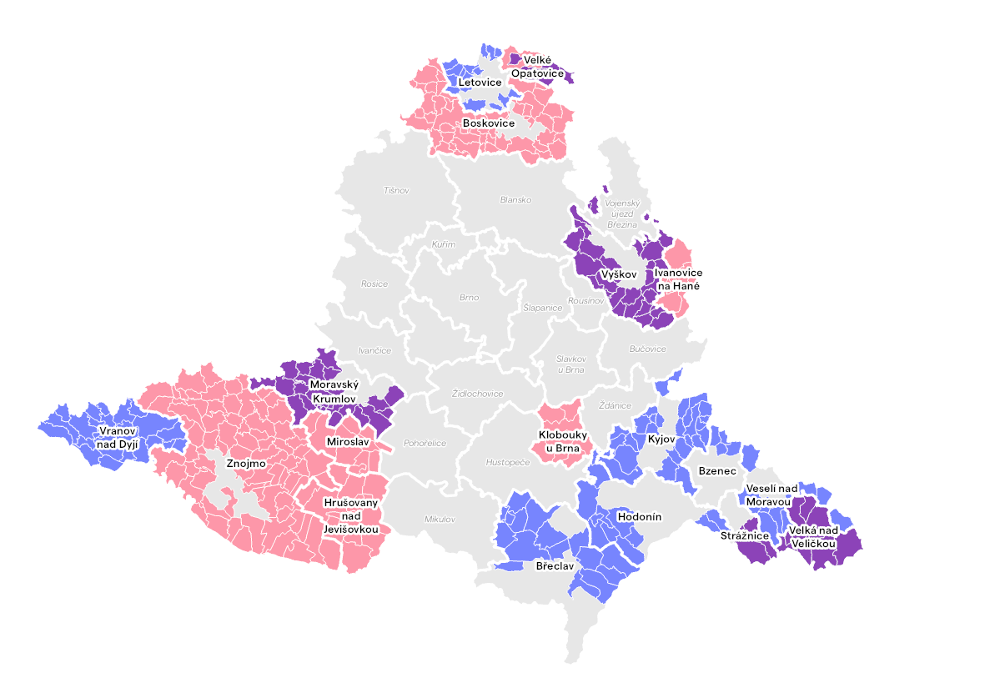 Velké
Opatovice
Letovice
Boskovice
Tišnov
Blansko
Vojenský
újezd
Březina
Kuřim
Vyškov
Ivanovice
na Hané
Rosice
Brno
Šlapanice
Rousínov
Ivančice
Slavkov
u Brna
Bučovice
Moravský
Krumlov
Židlochovice
Ždánice
Vranov
nad Dyjí
Miroslav
Pohořelice
Klobouky
u Brna
Kyjov
Znojmo
Hustopeče
Bzenec
Veselí nad
Moravou
Hrušovany
nad
Jevišovkou
Mikulov
Hodonín
Strážnice
Velká nad
Veličkou
Břeclav